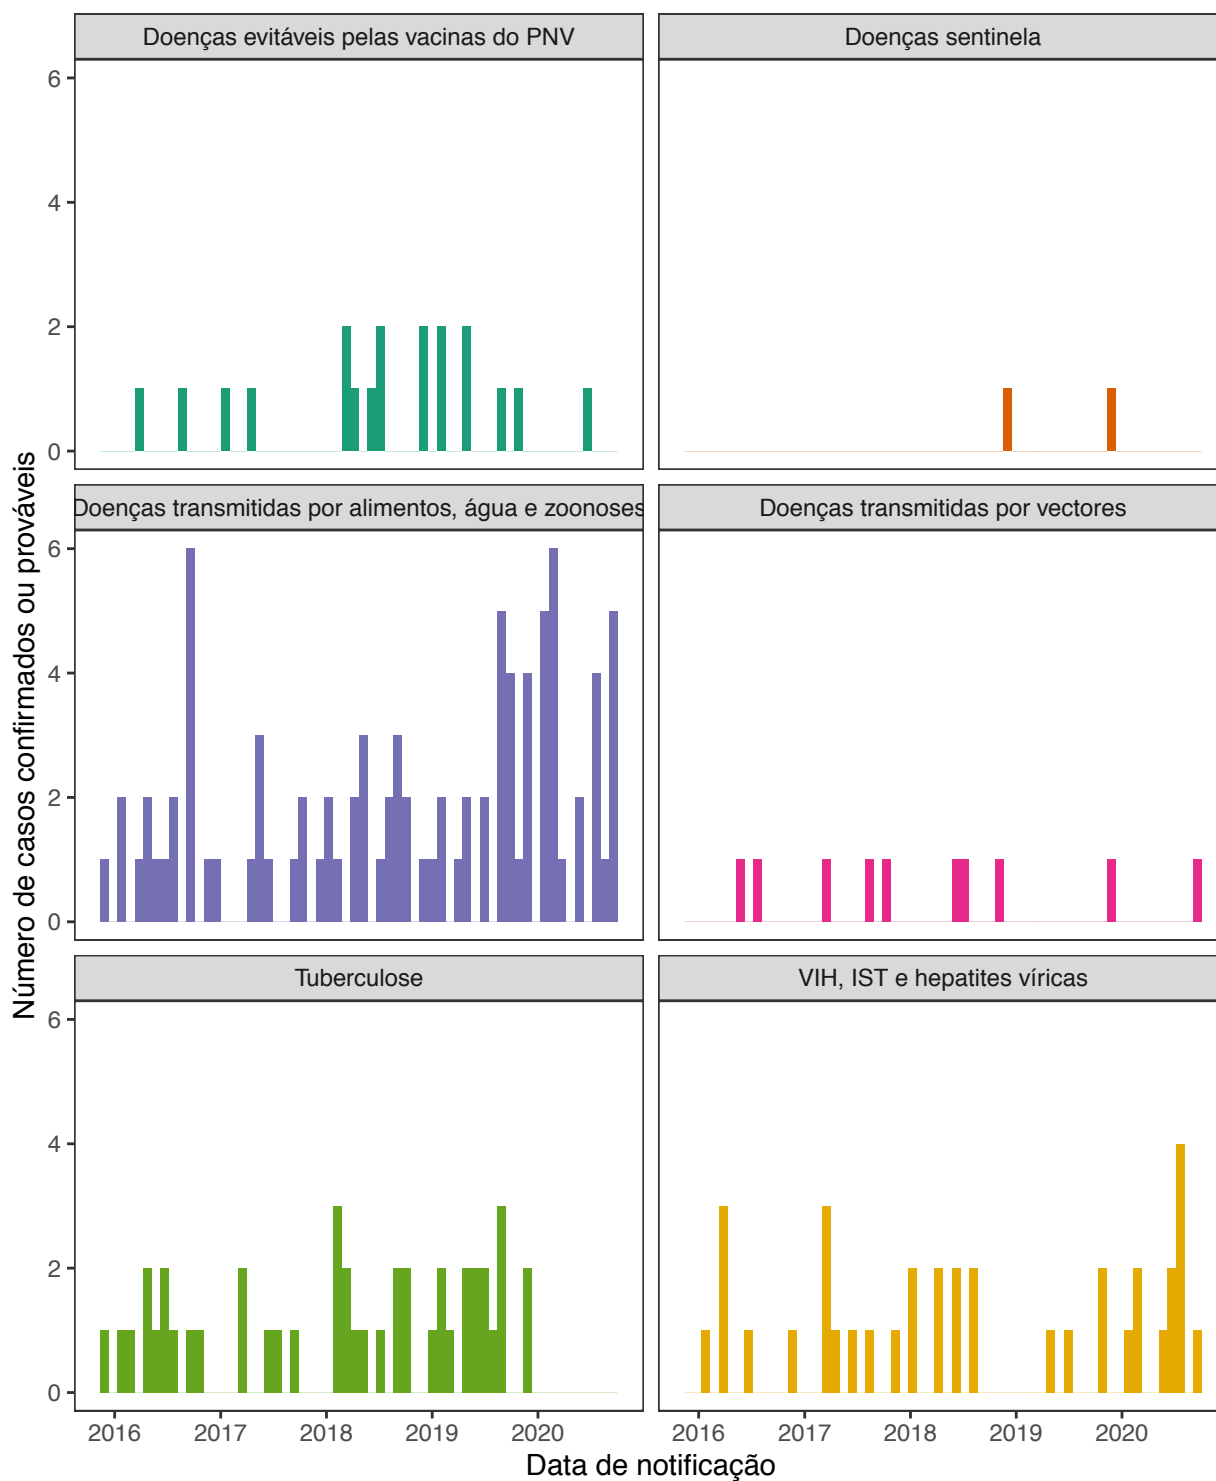 Doenças evitáveis pelas vacinas do PNV
Doenças sentinela
6
4
2
0
Doenças transmitidas por alimentos, água e zoonoses
Doenças transmitidas por vectores
6
4
2
0
Número de casos confirmados ou prováveis
Tuberculose
VIH, IST e hepatites víricas
6
4
2
0
2016 2017 2018 2019 2020
2016 2017 2018 2019 2020
Data de notificação